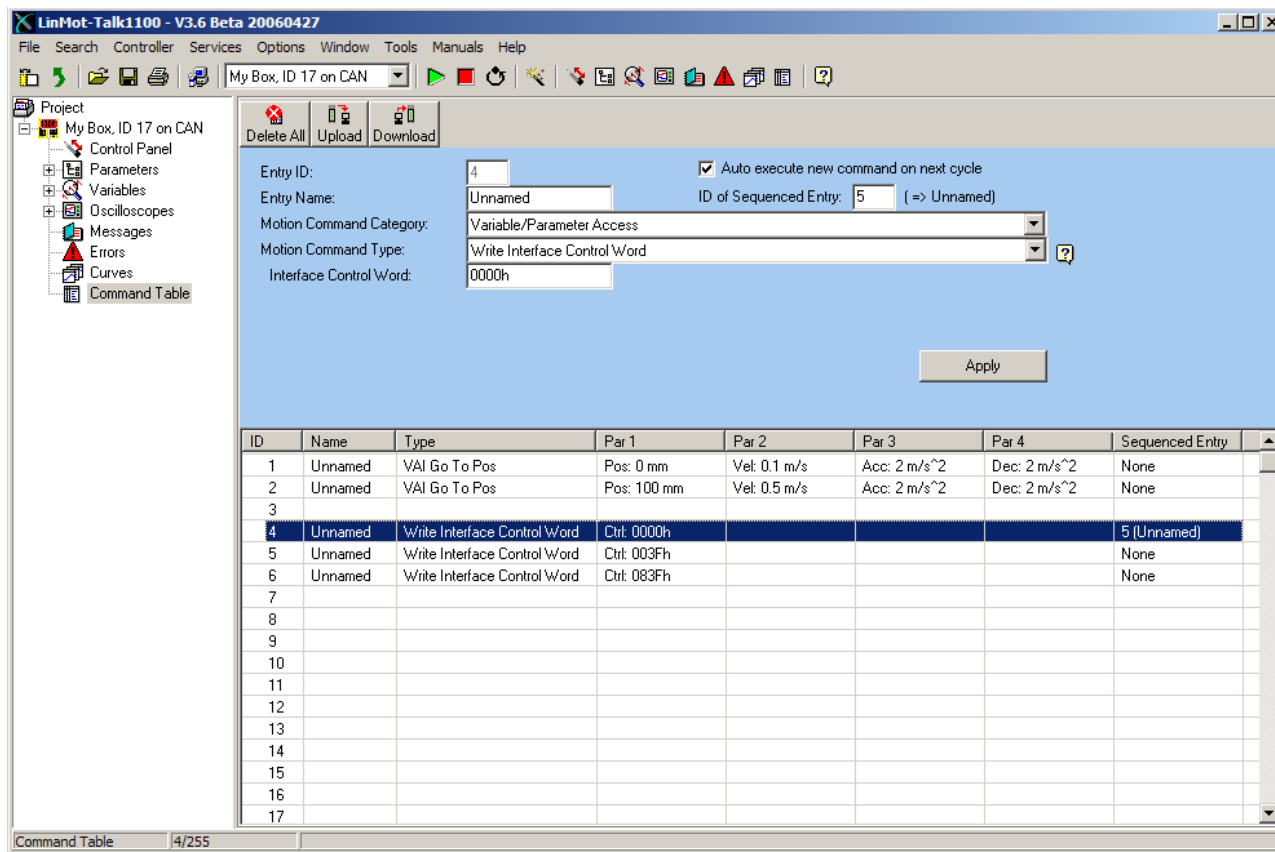 LinMot-Talk1100 - V3.6 Beta 20060427
File Search Controller Services Options Window Tools Manuals Help
My Box, ID 17 on CAN
Project
My Box, ID 17 on CAN
Control Panel
Parameters
Variables
Oscilloscopes
Messages
Errors
Curves
Command Table
Delete All Upload Download
Entry ID: 4 Auto execute new command on next cycle
Entry Name: Unnamed ID of Sequenced Entry: 5 ( => Unnamed)
Motion Command Category: Variable/Parameter Access
Motion Command Type: Write Interface Control Word
Interface Control Word: 0000h
Apply
ID Name Type Par 1 Par 2 Par 3 Par 4 Sequenced Entry
1 Unnamed VAI Go To Pos Pos: 0 mm Vel: 0.1 m/s Acc: 2 m/s^2 Dec: 2 m/s^2 None
2 Unnamed VAI Go To Pos Pos: 100 mm Vel: 0.5 m/s Acc: 2 m/s^2 Dec: 2 m/s^2 None
3
4 Unnamed Write Interface Control Word Ctrl: 0000h 5 (Unnamed)
5 Unnamed Write Interface Control Word Ctrl: 003Fh None
6 Unnamed Write Interface Control Word Ctrl: 083Fh None
7
8
9
10
11
12
13
14
15
16
17
Command Table 4/255